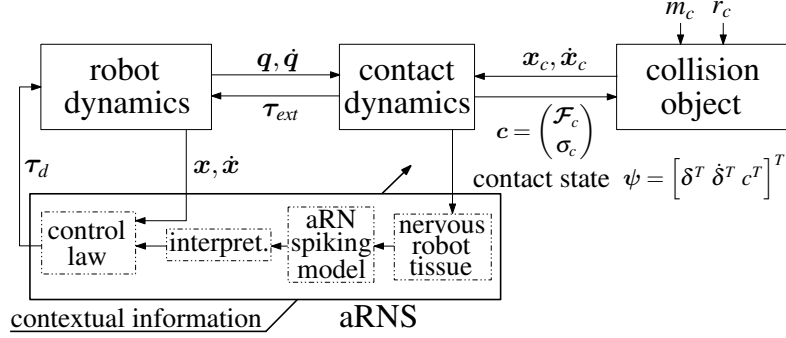 m_c r_c
robot dynamics
q, q̇
τ_ext
contact dynamics
x_c, ẋ_c
c = (F_c σ_c)
collision object
τ_d
x, ẋ
contact state ψ = [δ^T δ̇^T c^T]^T
control law
interpret.
aRN spiking model
nervous robot tissue
contextual information
aRNS